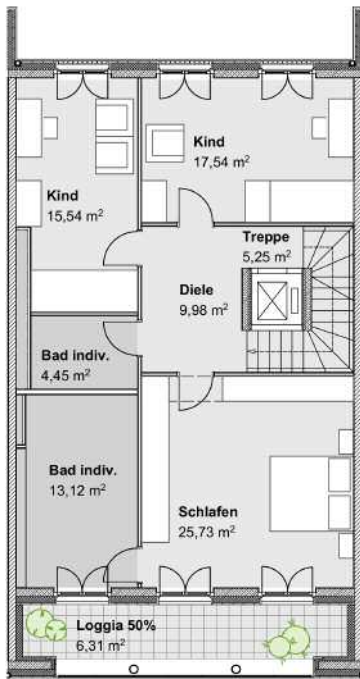 Kind
17,54 m²
Kind
15,54 m²
Treppe
5,25 m²
Diele
9,98 m²
Bad indiv.
4,45 m²
Bad indiv.
13,12 m²
Schlafen
25,73 m²
Loggia 50%
6,31 m²